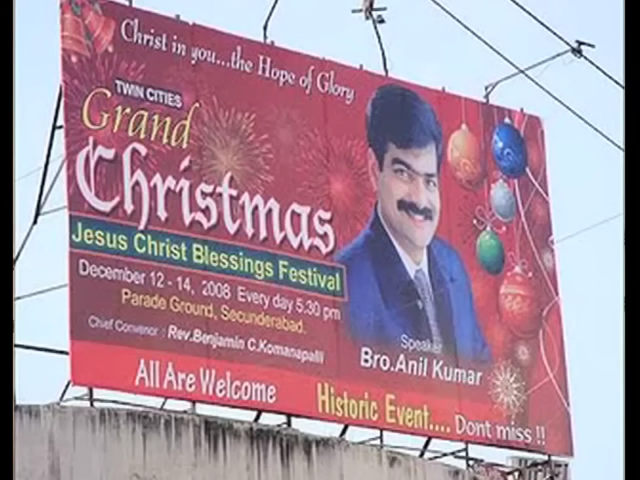 Christ in you...the Hope of Glory
TWIN CITIES
Grand
Christmas
Jesus Christ Blessings Festival
December 12 - 14, 2008 Every day 5:30 pm
Parade Ground, Secunderabad.
Chief Convenor : Rev.Benjamin C.Komanapalli
Speaker
Bro.Anil Kumar
All Are Welcome
Historic Event.... Dont miss !!